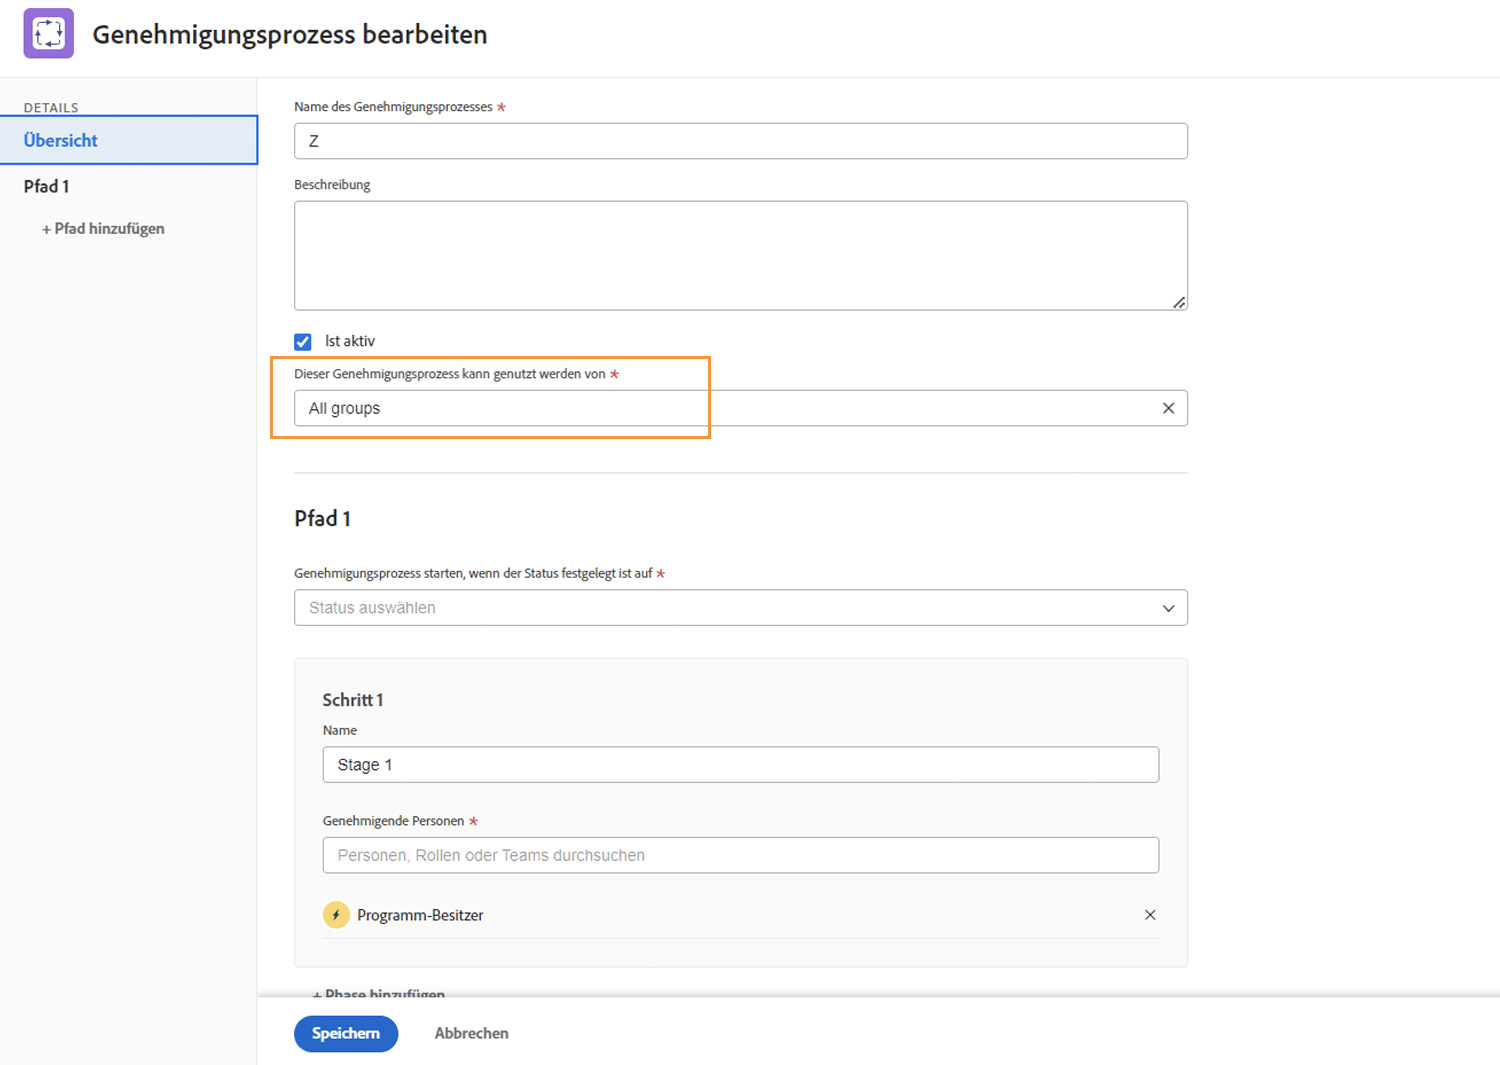 Genehmigungsprozess bearbeiten
DETAILS
Übersicht
Pfad 1
+ Pfad hinzufügen
Name des Genehmigungsprozesses *
Z
Beschreibung
Ist aktiv
Dieser Genehmigungsprozess kann genutzt werden von *
All groups
Pfad 1
Genehmigungsprozess starten, wenn der Status festgelegt ist auf *
Status auswählen
Schritt 1
Name
Stage 1
Genehmigende Personen *
Personen, Rollen oder Teams durchsuchen
Programm-Besitzer
+ Phase hinzufügen
Speichern
Abbrechen